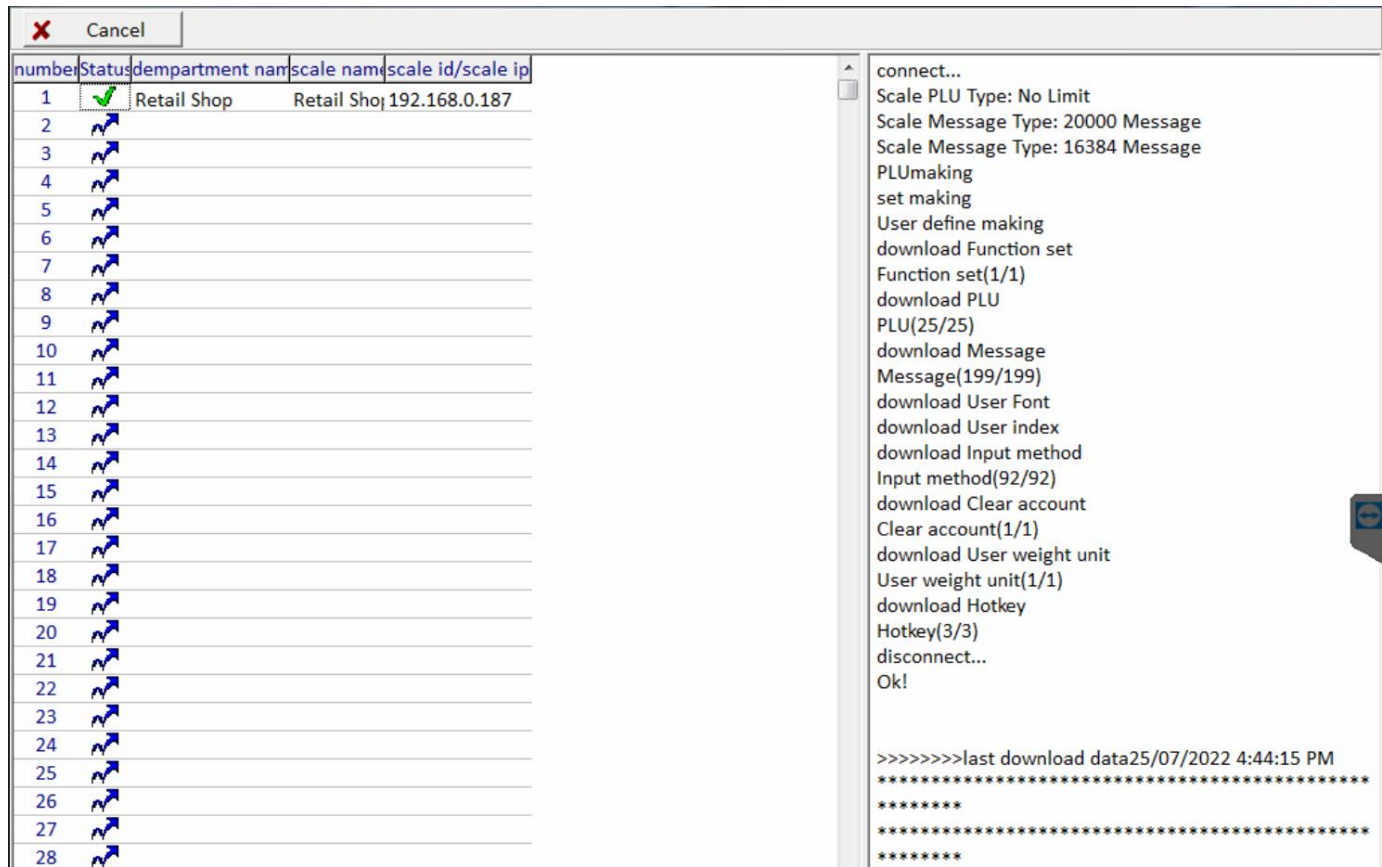 Cancel
number Status dempartment nam scale name scale id/scale ip
1 Retail Shop Retail Shop 192.168.0.187
2
3
4
5
6
7
8
9
10
11
12
13
14
15
16
17
18
19
20
21
22
23
24
25
26
27
28
connect...
Scale PLU Type: No Limit
Scale Message Type: 20000 Message
Scale Message Type: 16384 Message
PLUmaking
set making
User define making
download Function set
Function set(1/1)
download PLU
PLU(25/25)
download Message
Message(199/199)
download User Font
download User index
download Input method
Input method(92/92)
download Clear account
Clear account(1/1)
download User weight unit
User weight unit(1/1)
download Hotkey
Hotkey(3/3)
disconnect...
Ok!
>>>>>>>>last download data25/07/2022 4:44:15 PM
**********************************************
********
**********************************************
********